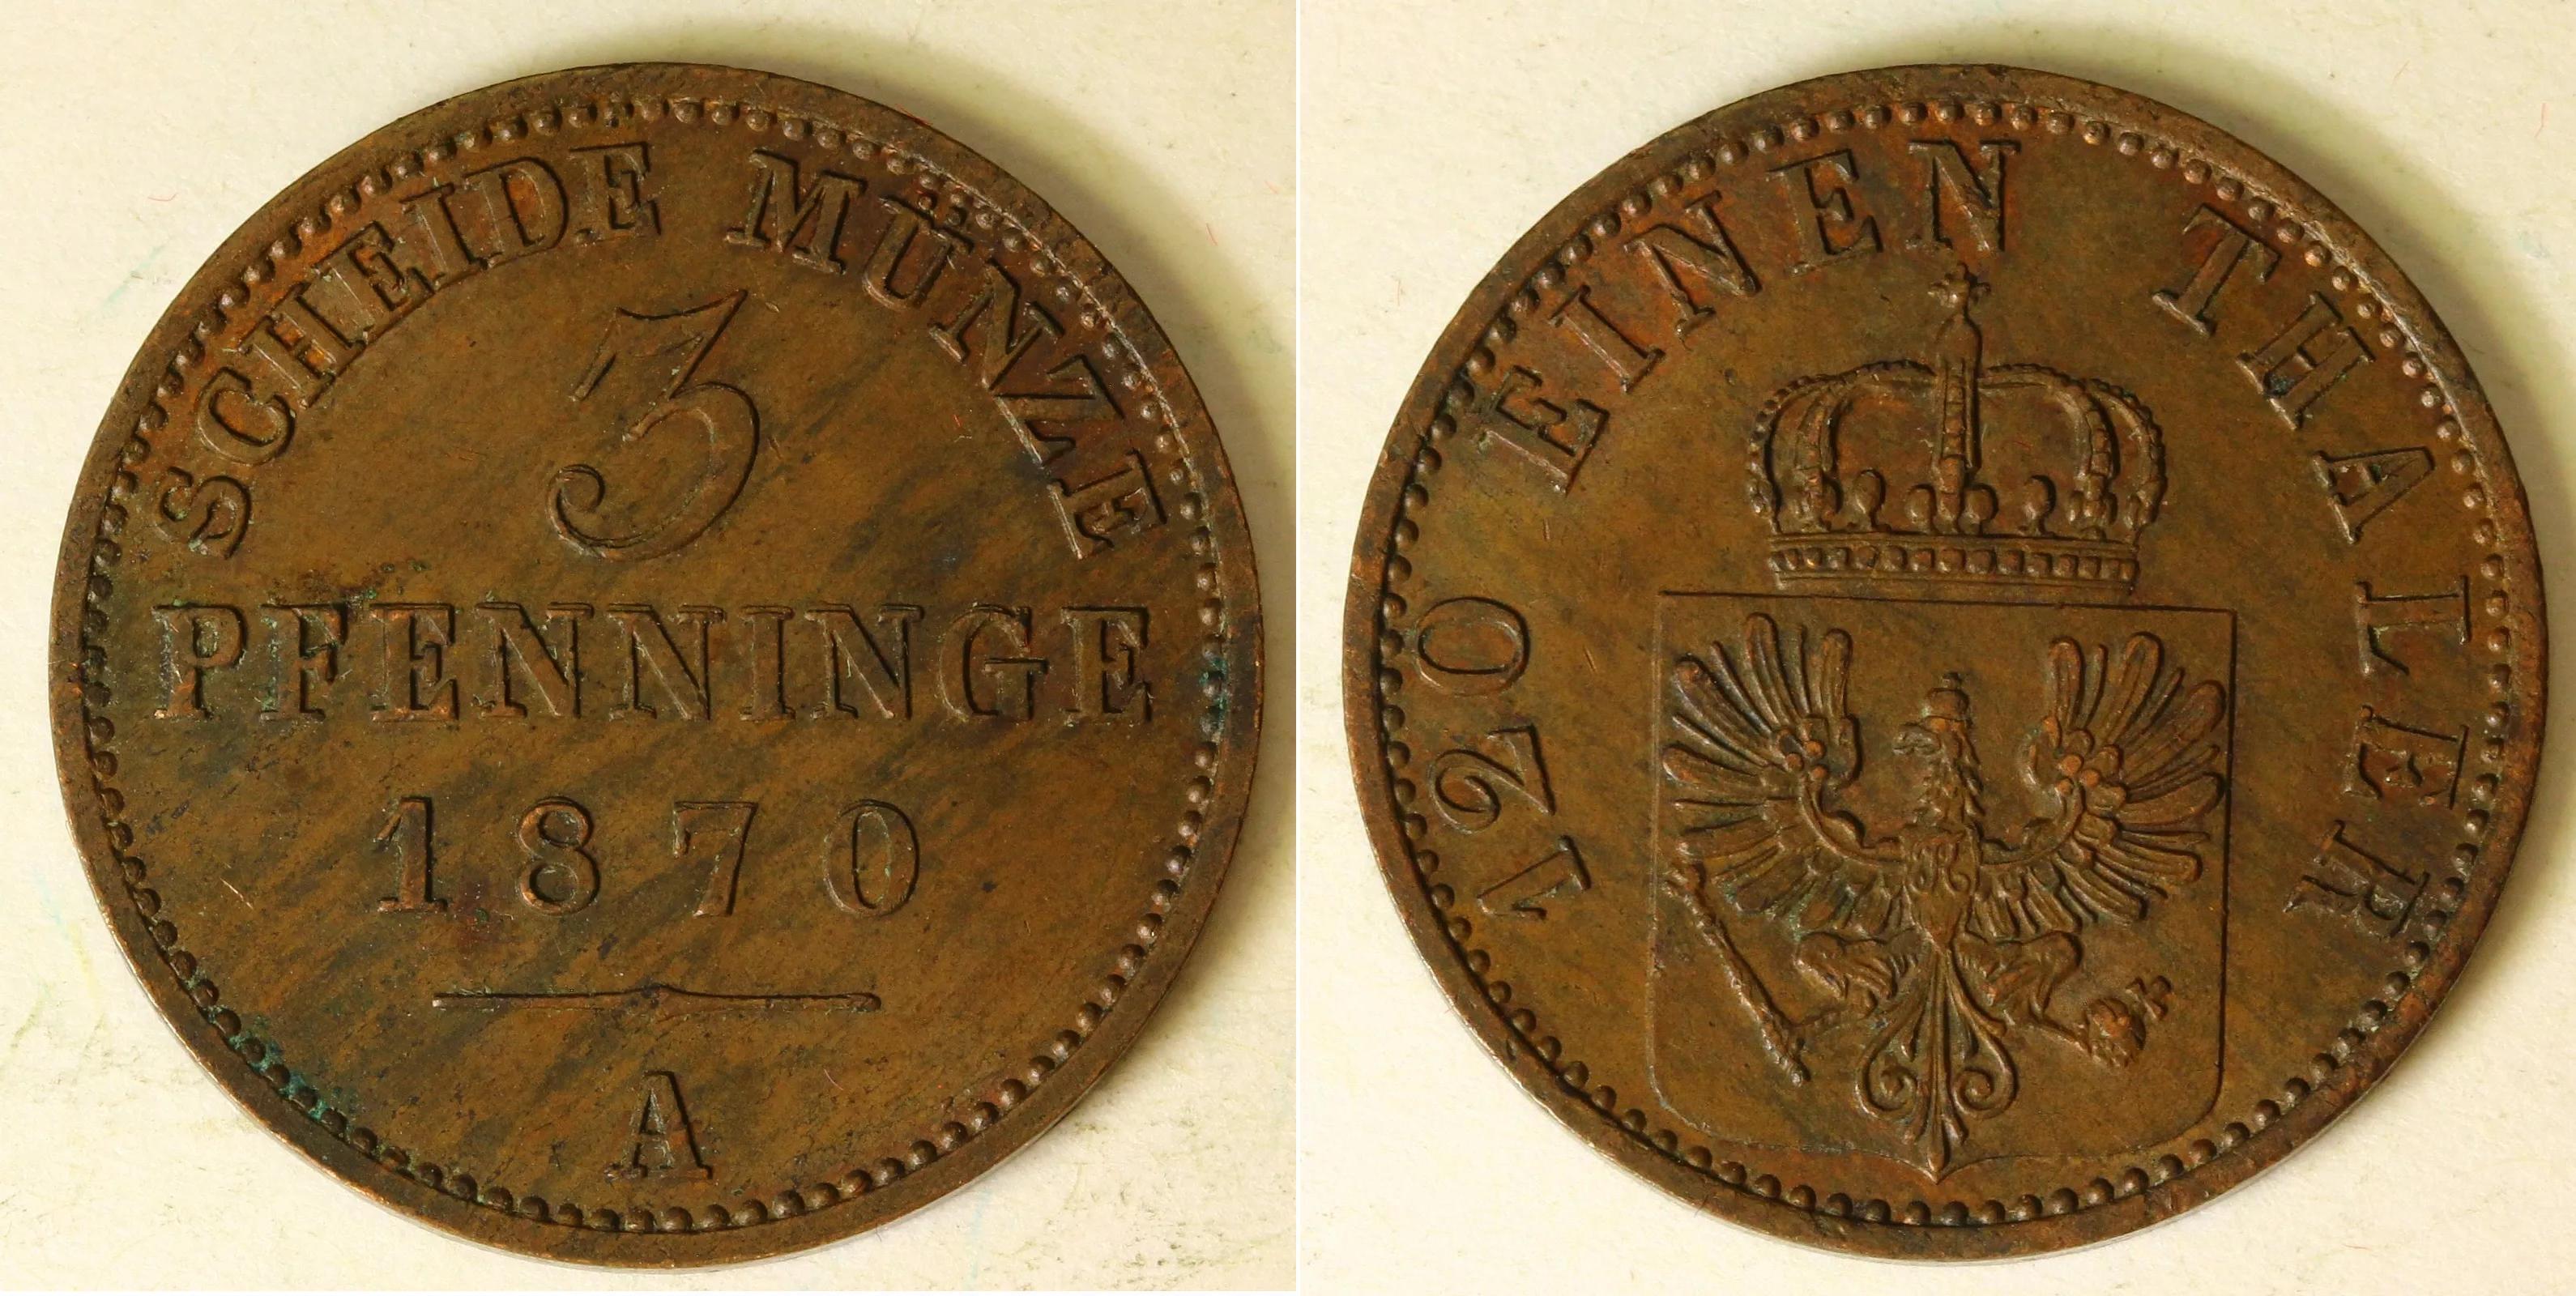 SCHEIDE MÜNZE
3
PFENNINGE
1870
A
120 EINEN THALER